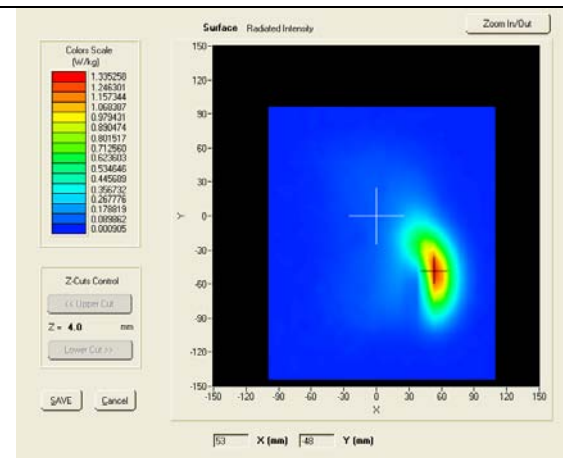 Surface Radiated Intensity
Zoom In/Out
Colors Scale
(W/kg)
1.335258
1.246301
1.157344
1.068387
0.979431
0.890474
0.801517
0.712560
0.623603
0.534646
0.445689
0.356732
0.267776
0.178819
0.089862
0.000905
Z-Cuts Control
<< Upper Cut
Z = 4.0 mm
Lower Cut >>
SAVE Cancel
150
120
90
60
30
Y 0
-30
-60
-90
-120
-150
-150 -120 -90 -60 -30 0 30 60 90 120 150
X
53 X (mm) -48 Y (mm)